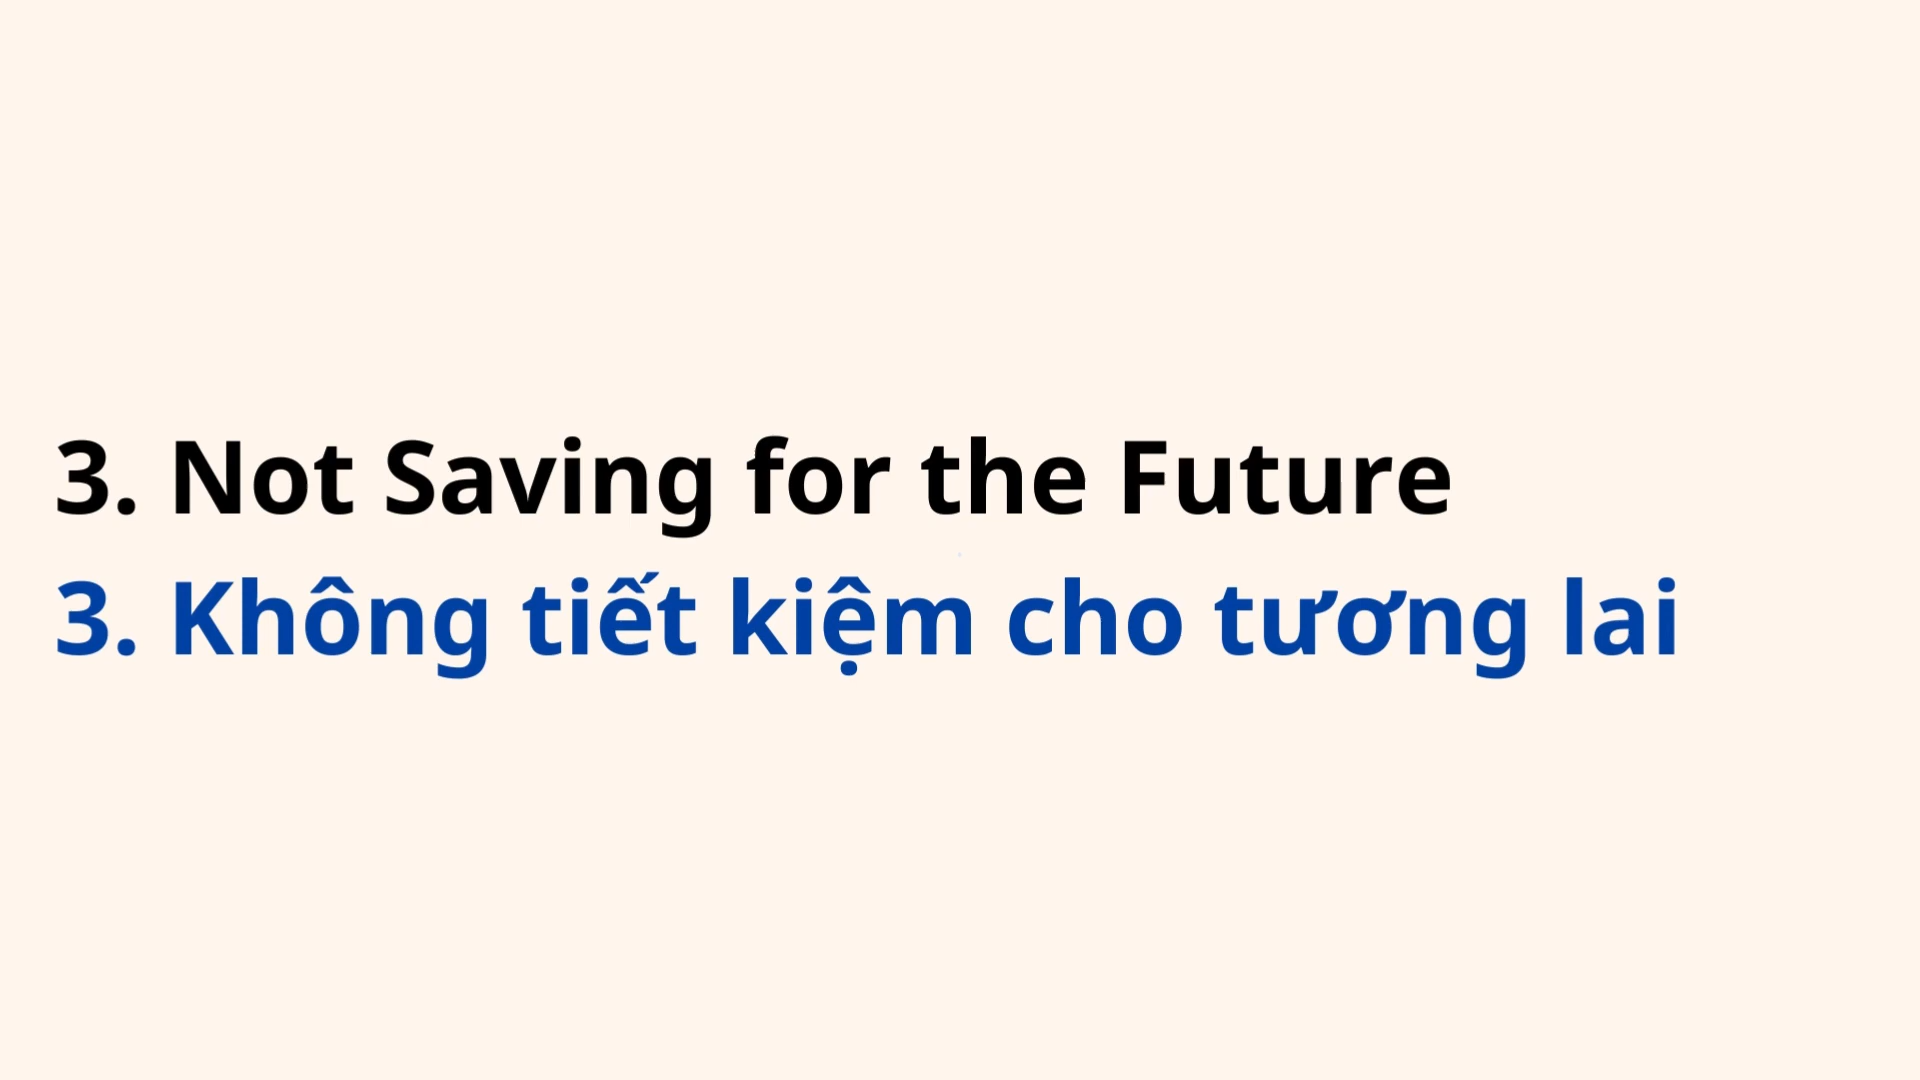 3. Not Saving for the Future
3. Không tiết kiệm cho tương lai